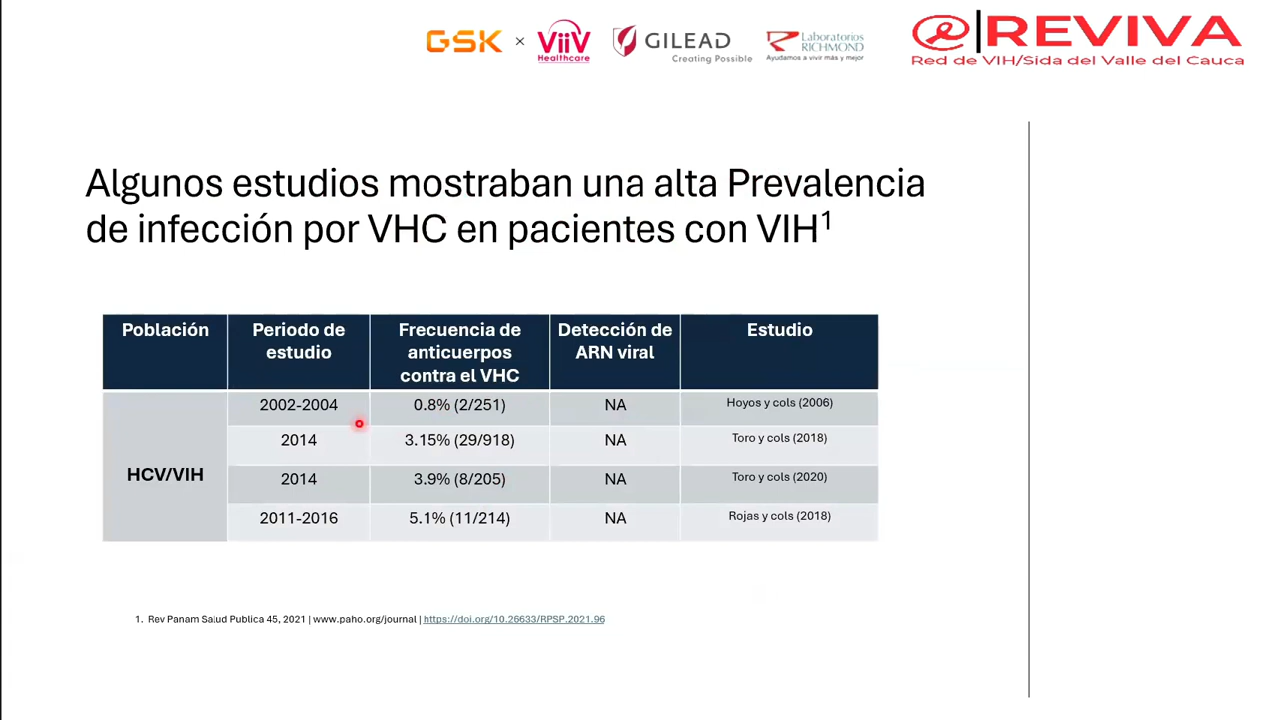 GSK × ViiV Healthcare GILEAD Creating Possible Laboratorios RICHMOND Ayudamos a vivir más y mejor
REVIVA
Red de VIH/Sida del Valle del Cauca
Algunos estudios mostraban una alta Prevalencia
de infección por VHC en pacientes con VIH1
Población Periodo de estudio Frecuencia de anticuerpos contra el VHC Detección de ARN viral Estudio
HCV/VIH
2002-2004 0.8% (2/251) NA Hoyos y cols (2006)
2014 3.15% (29/918) NA Toro y cols (2018)
2014 3.9% (8/205) NA Toro y cols (2020)
2011-2016 5.1% (11/214) NA Rojas y cols (2018)
1. Rev Panam Salud Publica 45, 2021 | www.paho.org/journal | https://doi.org/10.26633/RPSP.2021.96